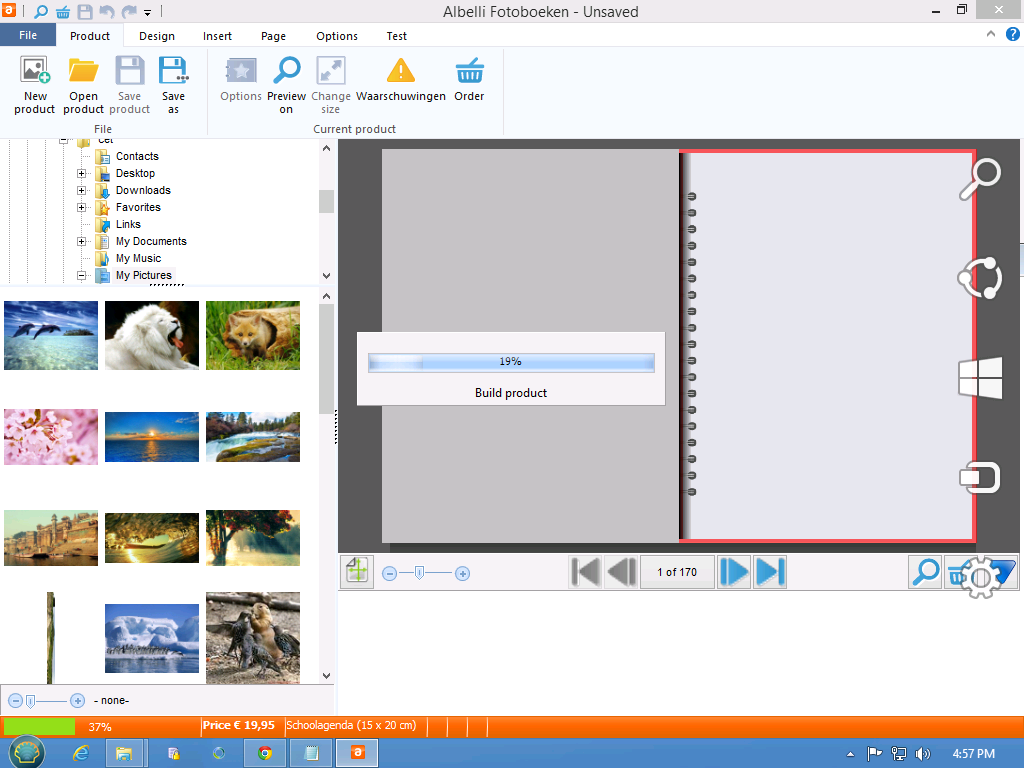 Albelli Fotoboeken - Unsaved
File
Product
Design
Insert
Page
Options
Test
New product
Open product
Save product
Save as
File
Options
Preview on
Change size
Waarschuwingen
Order
Current product
Cet
Contacts
Desktop
Downloads
Favorites
Links
My Documents
My Music
My Pictures
19%
Build product
1 of 170
- none-
37%
Price € 19,95
Schoolagenda (15 x 20 cm)
4:57 PM